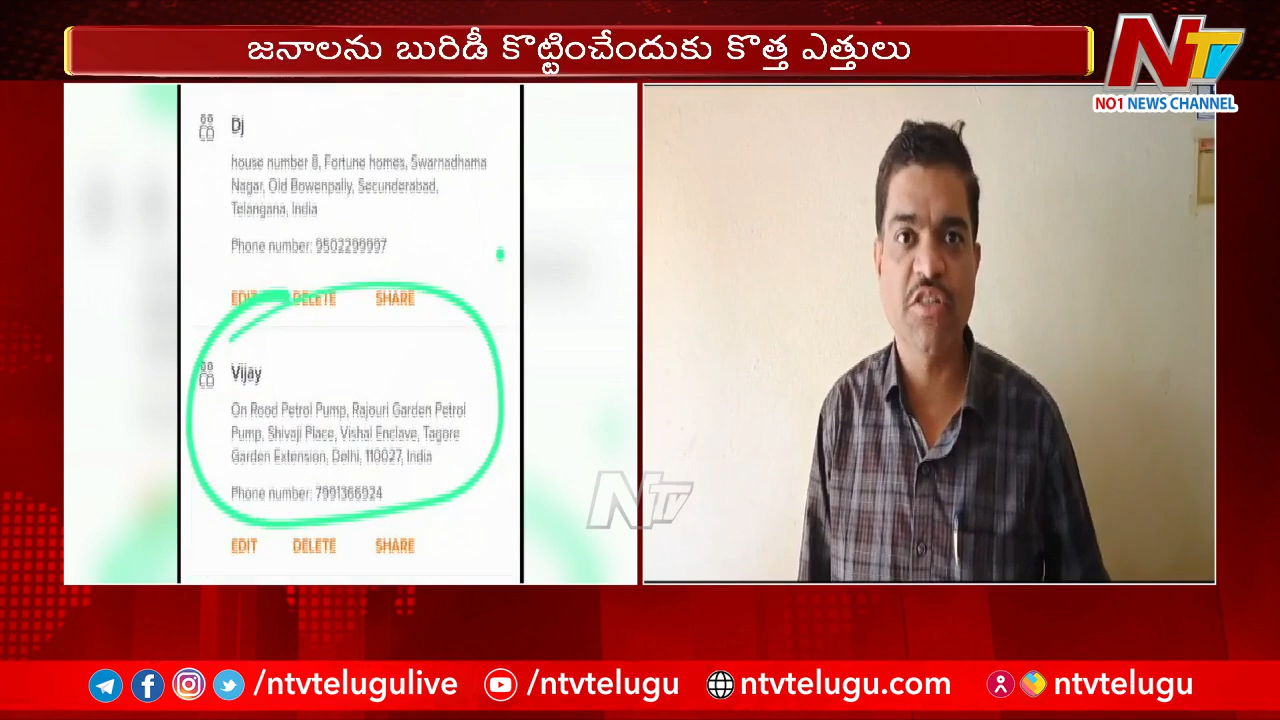 జనాలను బురిడీ కొట్టించేందుకు కొత్త ఎత్తులు
NTV
NO1 NEWS CHANNEL
Dj
house number 8, Fortune homes, Swarnadhama
Nagar, Old Bowenpally, Secunderabad,
Telangana, India
Phone number: 9502299997
EDIT DELETE SHARE
Vijay
On Rood Petrol Pump, Rajouri Garden Petrol
Pump, Shivaji Place, Vishal Enclave, Tagore
Garden Extension, Delhi, 110027, India
Phone number: 7991366924
EDIT DELETE SHARE
NTV
/ntvtelugulive /ntvtelugu ntvtelugu.com ntvtelugu